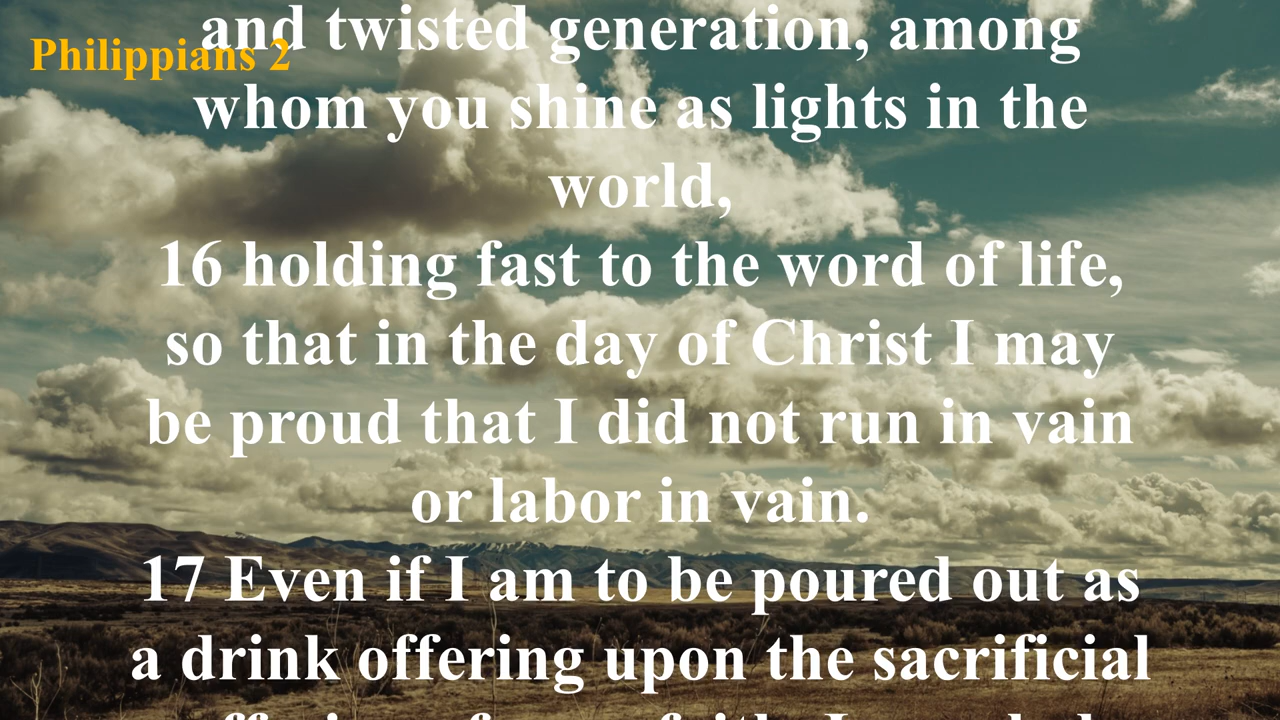 and twisted generation, among
Philippians 2
whom you shine as lights in the
world,
16 holding fast to the word of life,
so that in the day of Christ I may
be proud that I did not run in vain
or labor in vain.
17 Even if I am to be poured out as
a drink offering upon the sacrificial